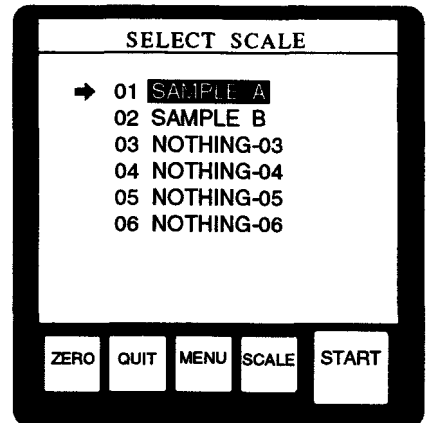 SELECT SCALE
➔ 01 SAMPLE A
02 SAMPLE B
03 NOTHING-03
04 NOTHING-04
05 NOTHING-05
06 NOTHING-06
ZERO QUIT MENU SCALE START